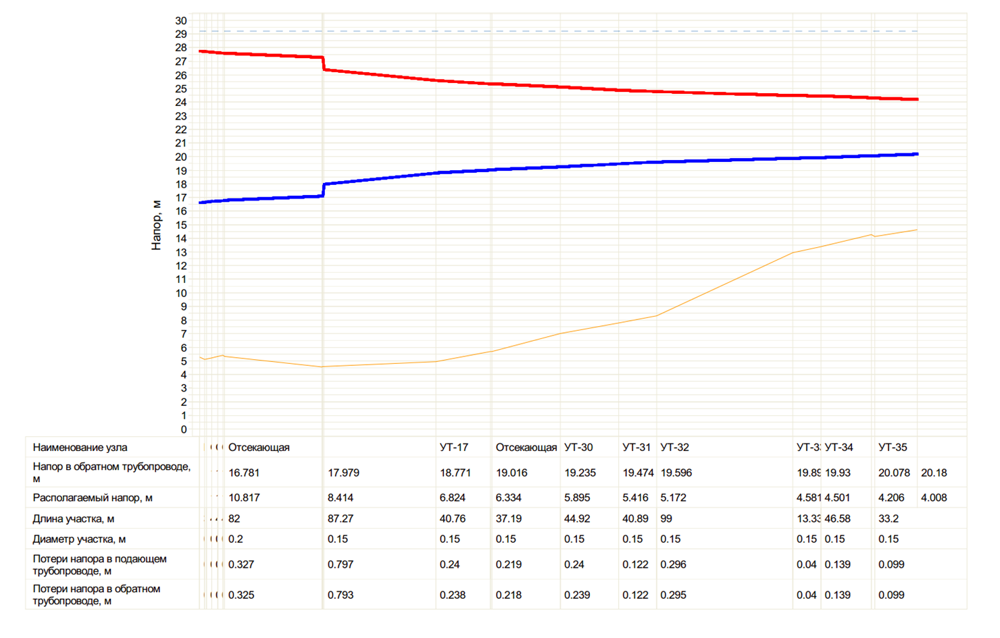 30
29
28
27
26
25
24
23
22
21
20
19
18
17
16
15
14
13
12
11
10
9
8
7
6
5
4
3
2
1
0
Напор, м
Наименование узла Отсекающая УТ-17 Отсекающая УТ-30 УТ-31 УТ-32 УТ-34 УТ-35
Напор в обратном трубопроводе,
м
16.781 17.979 18.771 19.016 19.235 19.474 19.596 19.89 19.93 20.078 20.18
Располагаемый напор, м 10.817 8.414 6.824 6.334 5.895 5.416 5.172 4.581 4.501 4.206 4.008
Длина участка, м 82 87.27 40.76 37.19 44.92 40.89 99 13.33 46.58 33.2
Диаметр участка, м 0.2 0.15 0.15 0.15 0.15 0.15 0.15 0.15 0.15 0.15
Потери напора в подающем
трубопроводе, м
0.327 0.797 0.24 0.219 0.24 0.122 0.296 0.04 0.139 0.099
Потери напора в обратном
трубопроводе, м
0.325 0.793 0.238 0.218 0.239 0.122 0.295 0.04 0.139 0.099